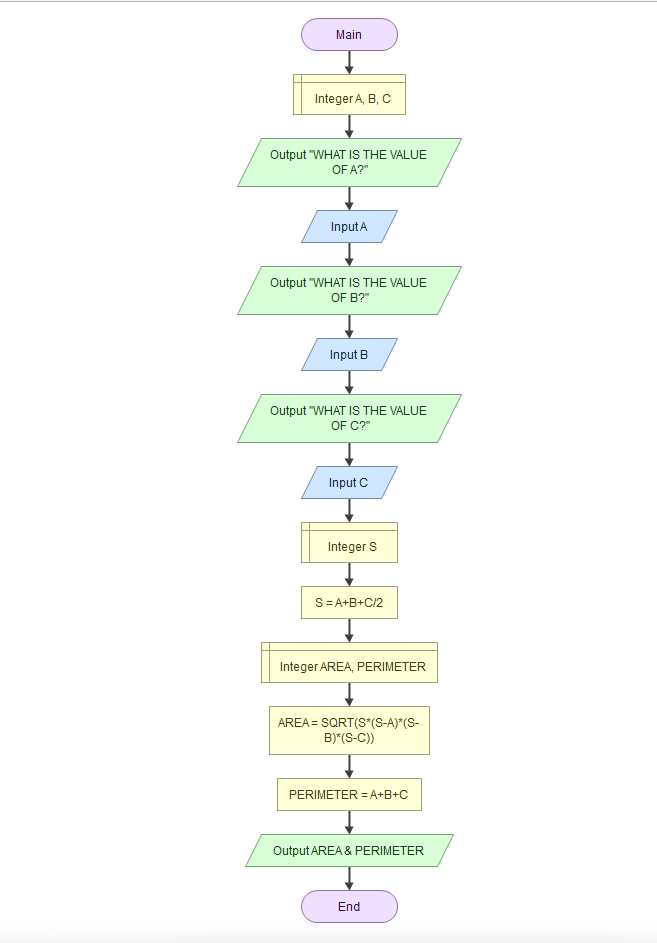 Main
Integer A, B, C
Output "WHAT IS THE VALUE
OF A?"
Input A
Output "WHAT IS THE VALUE
OF B?"
Input B
Output "WHAT IS THE VALUE
OF C?"
Input C
Integer S
S = A+B+C/2
Integer AREA, PERIMETER
AREA = SQRT(S*(S-A)*(S-
B)*(S-C))
PERIMETER = A+B+C
Output AREA & PERIMETER
End